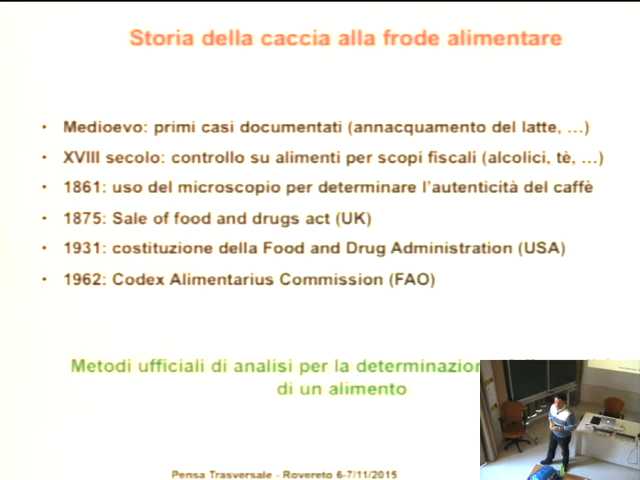 Storia della caccia alla frode alimentare
• Medioevo: primi casi documentati (annacquamento del latte, ...)
• XVIII secolo: controllo su alimenti per scopi fiscali (alcolici, tè, ...)
• 1861: uso del microscopio per determinare l'autenticità del caffè
• 1875: Sale of food and drugs act (UK)
• 1931: costituzione della Food and Drug Administration (USA)
• 1962: Codex Alimentarius Commission (FAO)
Metodi ufficiali di analisi per la
di un alimento
Pensa Trasversale - Rovereto 6-7/11/2015